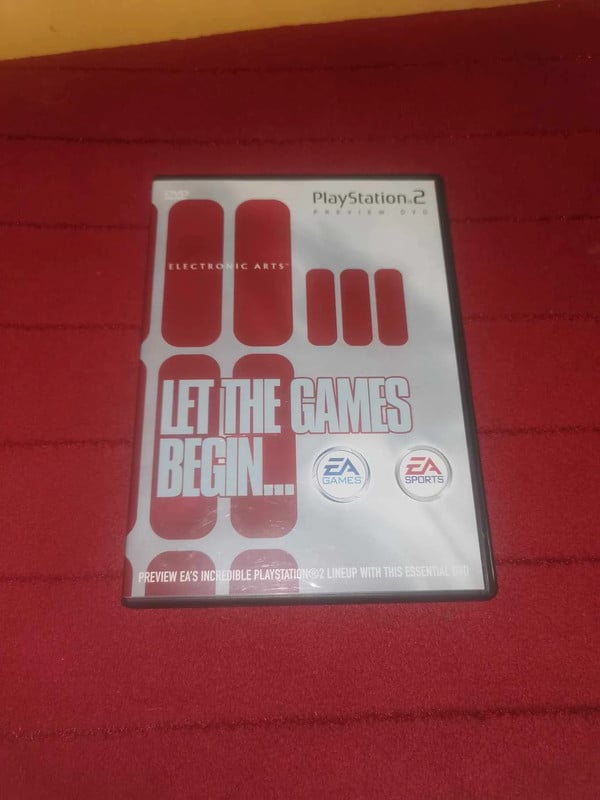 DVD
PlayStation®2
PREVIEW DVD
ELECTRONIC ARTS™
LET THE GAMES
BEGIN...
EA
GAMES
EA
SPORTS
PREVIEW EA'S INCREDIBLE PLAYSTATION®2 LINEUP WITH THIS ESSENTIAL DVD